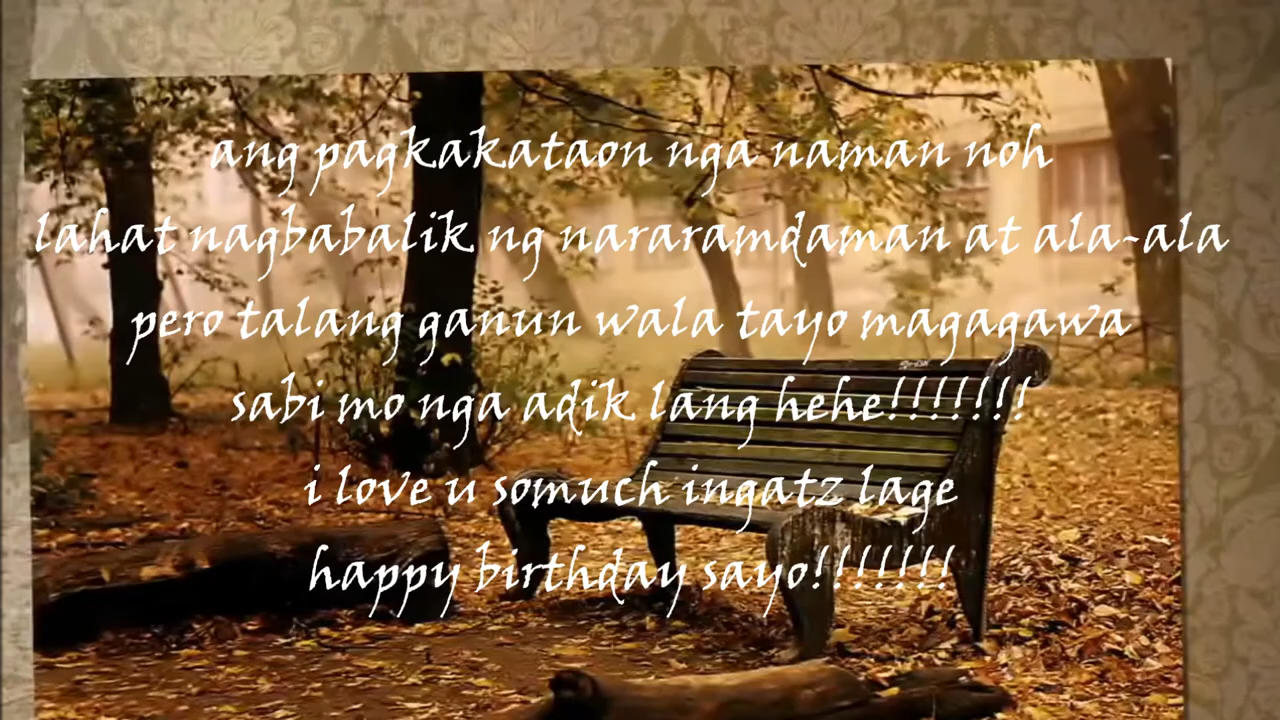 ang pagkakataon nga naman noh
lahat nagbabalik ng nararamdaman at ala-ala
pero talang ganun wala tayo magagawa
sabi mo nga adik lang hehe!!!!!!!
i love u somuch ingatz lage
happy birthday sayo!!!!!!!